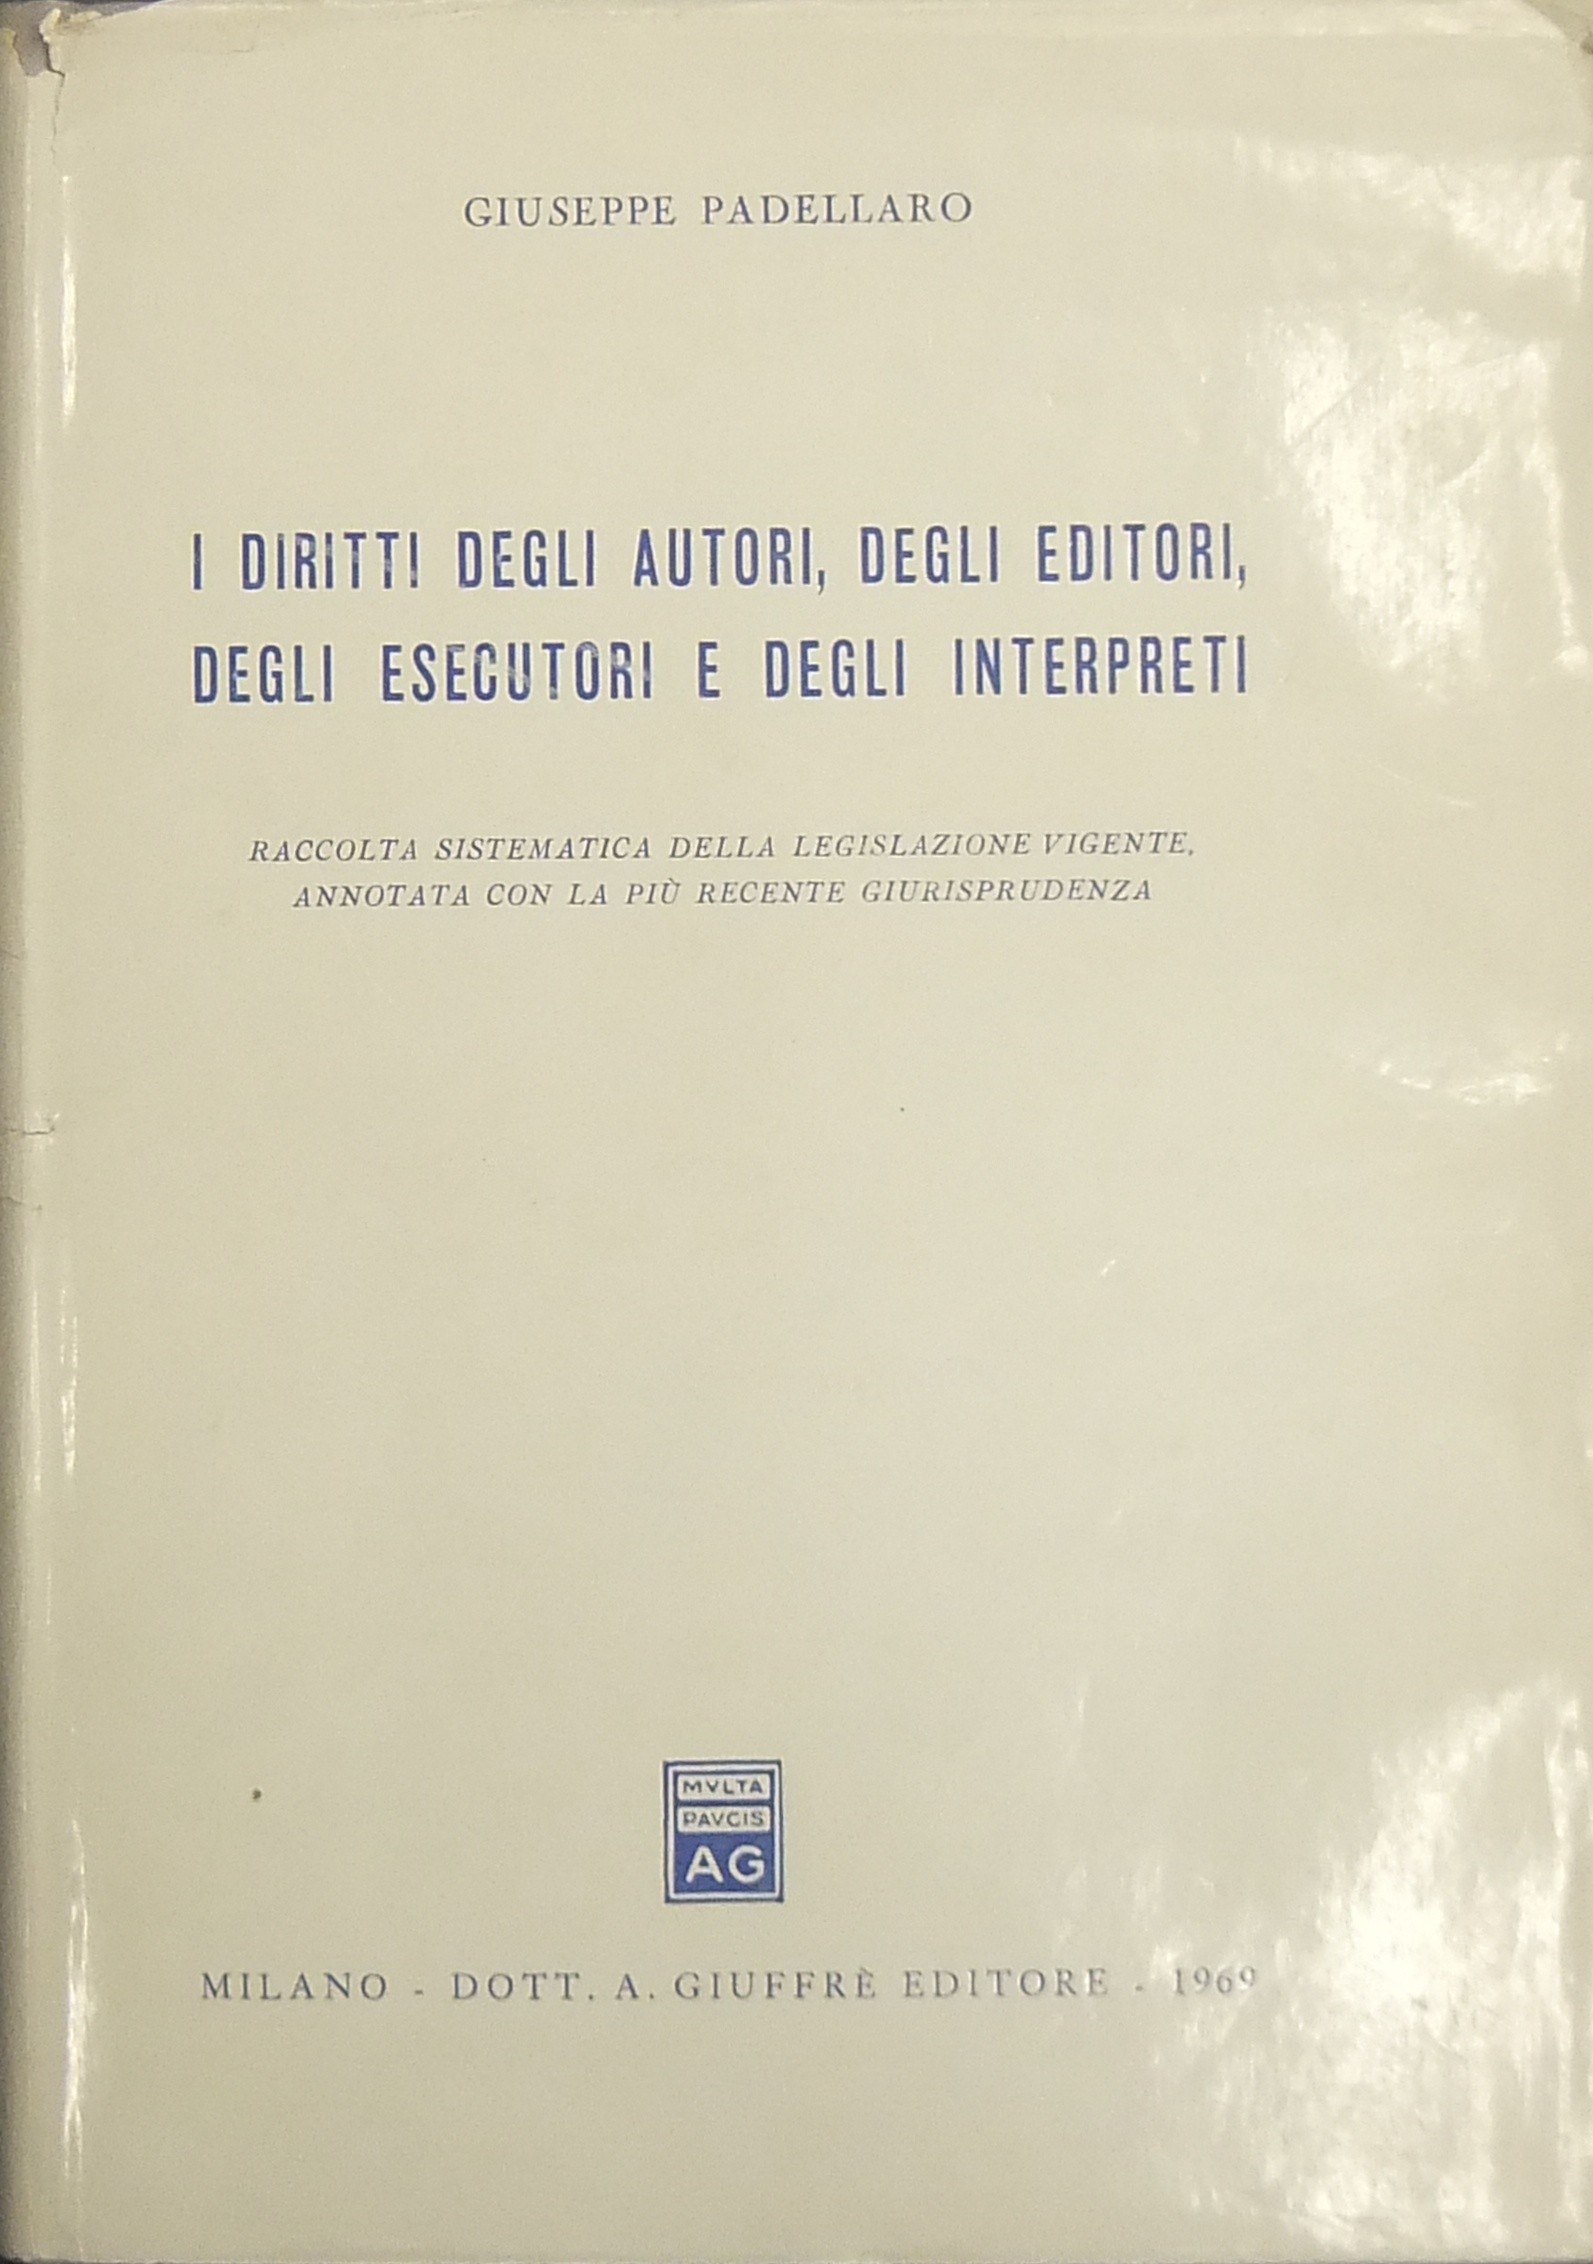 GIUSEPPE PADELLARO
I DIRITTI DEGLI AUTORI, DEGLI EDITORI,
DEGLI ESECUTORI E DEGLI INTERPRETI
RACCOLTA SISTEMATICA DELLA LEGISLAZIONE VIGENTE,
ANNOTATA CON LA PIÙ RECENTE GIURISPRUDENZA
MVLTA
PAVCIS
AG
MILANO - DOTT. A. GIUFFRÈ EDITORE - 1969